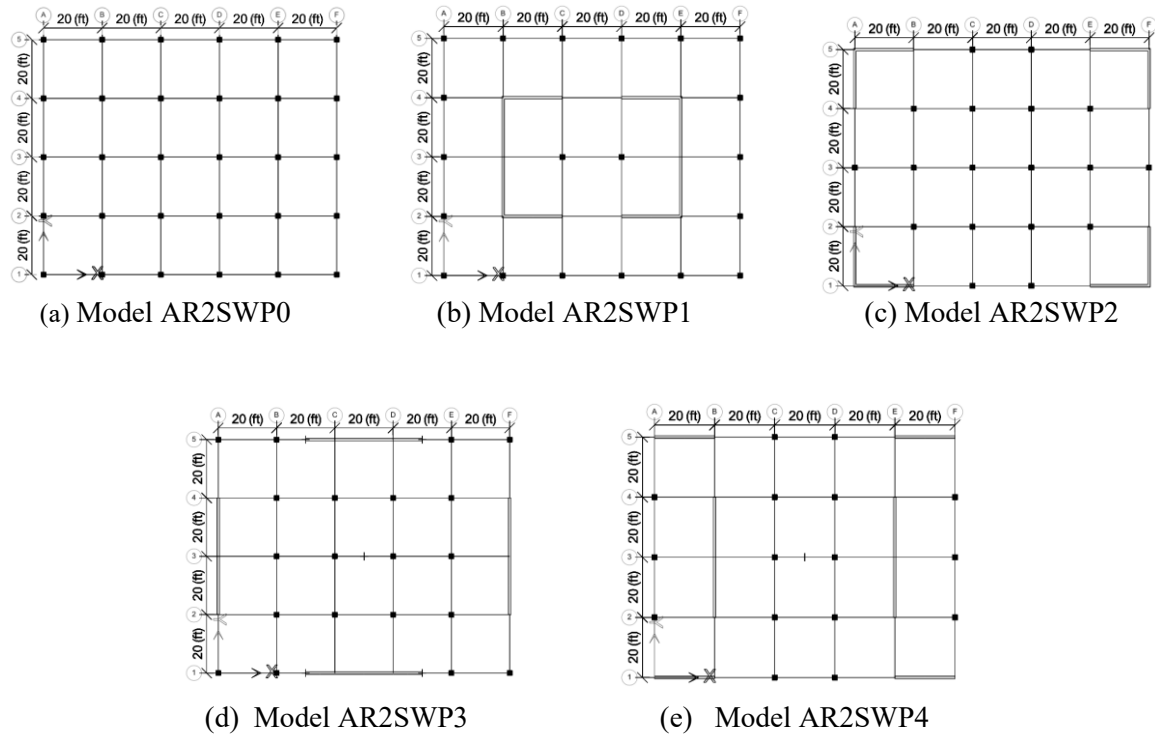 A B C D E F
20 (ft) 20 (ft) 20 (ft) 20 (ft) 20 (ft)
5
20 (ft)
4
20 (ft)
3
20 (ft)
2
20 (ft)
1
X
(a) Model AR2SWP0
A B C D E F
20 (ft) 20 (ft) 20 (ft) 20 (ft) 20 (ft)
5
20 (ft)
4
20 (ft)
3
20 (ft)
2
20 (ft)
1
X
(b) Model AR2SWP1
A B C D E F
20 (ft) 20 (ft) 20 (ft) 20 (ft) 20 (ft)
5
20 (ft)
4
20 (ft)
3
20 (ft)
2
20 (ft)
1
X
(c) Model AR2SWP2
A B C D E F
20 (ft) 20 (ft) 20 (ft) 20 (ft) 20 (ft)
5
20 (ft)
4
20 (ft)
3
20 (ft)
2
20 (ft)
1
X
(d) Model AR2SWP3
A B C D E F
20 (ft) 20 (ft) 20 (ft) 20 (ft) 20 (ft)
5
20 (ft)
4
20 (ft)
3
20 (ft)
2
20 (ft)
1
X
(e) Model AR2SWP4